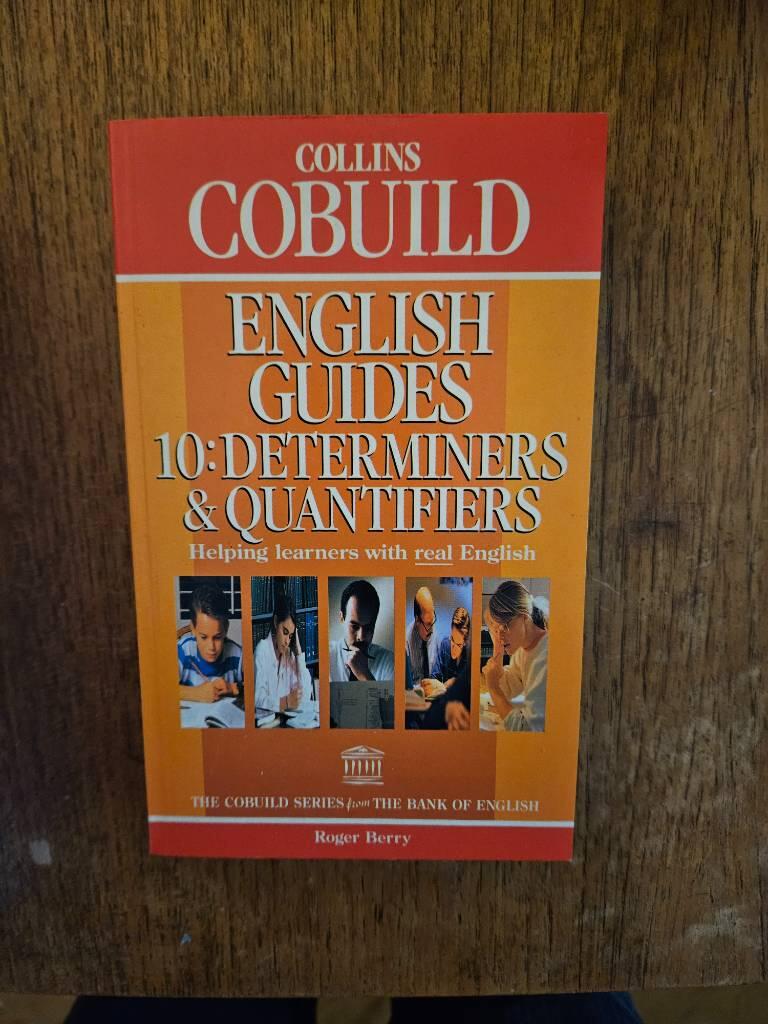 COLLINS
COBUILD
ENGLISH
GUIDES
10: DETERMINERS
& QUANTIFIERS
Helping learners with real English
THE COBUILD SERIES from THE BANK OF ENGLISH
Roger Berry